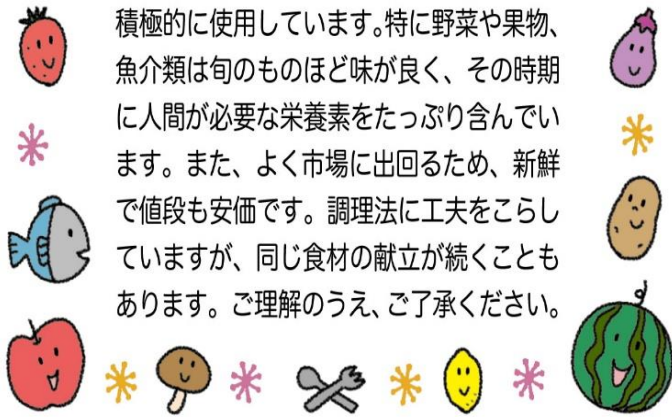 積極的に使用しています。特に野菜や果物、
魚介類は旬のものほど味が良く、その時期
に人間が必要な栄養素をたっぷり含んでい
ます。また、よく市場に出回るため、新鮮
で値段も安価です。調理法に工夫をこらし
ていますが、同じ食材の献立が続くことも
あります。ご理解のうえ、ご了承ください。